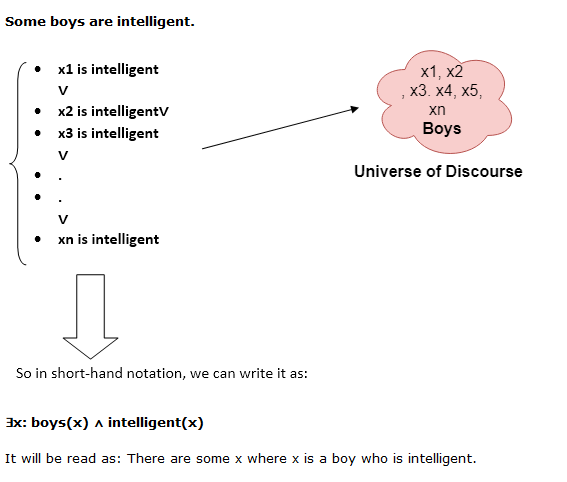 Some boys are intelligent.
• x1 is intelligent
V
• x2 is intelligentV
• x3 is intelligent
V
• .
• .
V
• xn is intelligent
x1, x2
, x3. x4, x5,
xn
Boys
Universe of Discourse
So in short-hand notation, we can write it as:
∃x: boys(x) ∧ intelligent(x)
It will be read as: There are some x where x is a boy who is intelligent.